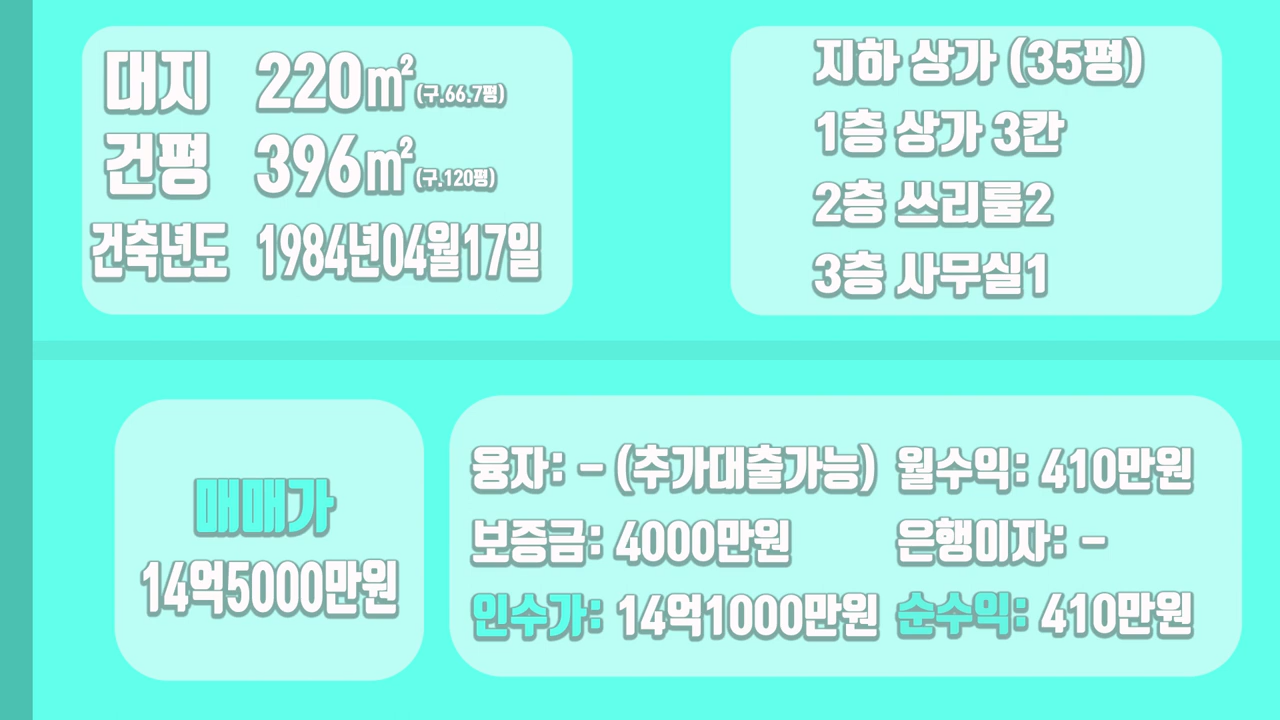 대지 220㎡(구.66.7평)
건평 396㎡(구.120평)
건축년도 1984년04월17일
지하 상가 (35평)
1층 상가 3칸
2층 쓰리룸2
3층 사무실1
매매가
14억5000만원
융자: - (추가대출가능) 월수익: 410만원
보증금: 4000만원 은행이자: -
인수가: 14억1000만원 순수익: 410만원